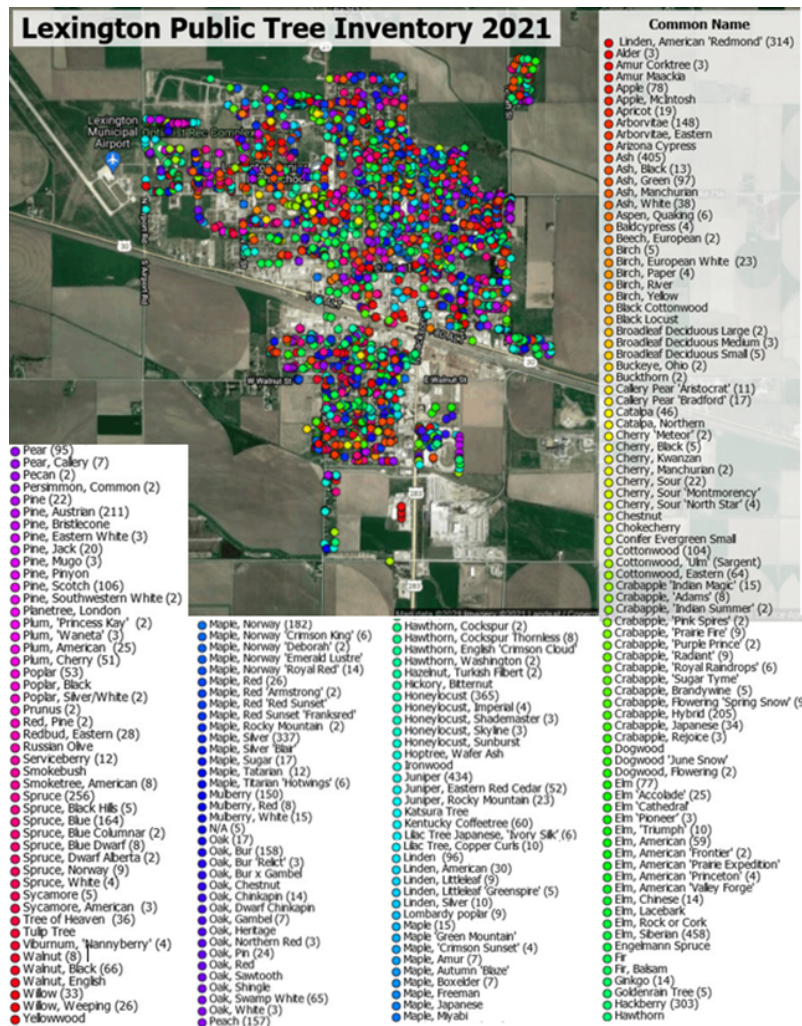 Lexington Public Tree Inventory 2021
Common Name
Linden, American 'Redmond' (314)
Alder (3)
Amur Corktree (3)
Amur Maackia
Apple (78)
Apple, McIntosh
Apricot (19)
Arborvitae (148)
Arborvitae, Eastern
Arizona Cypress
Ash (405)
Ash, Black (13)
Ash, Green (97)
Ash, Manchurian
Ash, White (38)
Aspen, Quaking (6)
Baldcypress (4)
Beech, European (2)
Birch (5)
Birch, European White (23)
Birch, Paper (4)
Birch, River
Birch, Yellow
Black Cottonwood
Black Locust
Broadleaf Deciduous Large (2)
Broadleaf Deciduous Medium (3)
Broadleaf Deciduous Small (5)
Buckeye, Ohio (2)
Buckthorn (2)
Callery Pear 'Aristocrat' (11)
Callery Pear 'Bradford' (17)
Catalpa (46)
Catalpa, Northern
Cherry 'Meteor' (2)
Cherry, Black (5)
Cherry, Kwanzan
Cherry, Manchurian (2)
Cherry, Sour (22)
Cherry, Sour 'Montmorency'
Cherry, Sour 'North Star' (4)
Chestnut
Chokecherry
Conifer Evergreen Small
Cottonwood (104)
Cottonwood, 'Ulm' (Sargent)
Cottonwood, Eastern (64)
Crabapple 'Indian Magic' (15)
Crabapple, 'Adams' (8)
Crabapple, 'Indian Summer' (2)
Crabapple, 'Pink Spires' (2)
Crabapple, 'Prairie Fire' (9)
Crabapple, 'Purple Prince' (2)
Crabapple, 'Radiant' (9)
Crabapple, 'Royal Raindrops' (6)
Crabapple, 'Sugar Tyme'
Crabapple, Brandywine (5)
Crabapple, Flowering 'Spring Snow' (9
Crabapple, Hybrid (205)
Crabapple, Japanese (34)
Crabapple, Rejoice (3)
Dogwood
Dogwood 'June Snow'
Dogwood, Flowering (2)
Elm (77)
Elm 'Accolade' (25)
Elm 'Cathedral'
Elm 'Pioneer' (3)
Elm, 'Triumph' (10)
Elm, American (59)
Elm, American 'Frontier' (2)
Elm, American 'Prairie Expedition'
Elm, American 'Princeton' (4)
Elm, American 'Valley Forge'
Elm, Chinese (14)
Elm, Lacebark
Elm, Rock or Cork
Elm, Siberian (458)
Engelmann Spruce
Fir
Fir, Balsam
Ginkgo (14)
Goldenrain Tree (5)
Hackberry (303)
Hawthorn
Hawthorn, Cockspur (2)
Hawthorn, Cockspur Thornless (8)
Hawthorn, English 'Crimson Cloud'
Hawthorn, Washington (2)
Hazelnut, Turkish Filbert (2)
Hickory, Bitternut
Honeylocust (365)
Honeylocust, Imperial (4)
Honeylocust, Shademaster (3)
Honeylocust, Skyline (3)
Honeylocust, Sunburst
Hoptree, Wafer Ash
Ironwood
Juniper (434)
Juniper, Eastern Red Cedar (52)
Juniper, Rocky Mountain (23)
Katsura Tree
Kentucky Coffeetree (60)
Lilac Tree Japanese, 'Ivory Silk' (6)
Lilac Tree, Copper Curls (10)
Linden (96)
Linden, American (30)
Linden, Littleleaf (9)
Linden, Littleleaf 'Greenspire' (5)
Linden, Silver (10)
Lombardy poplar (9)
Maple (15)
Maple 'Green Mountain'
Maple, 'Crimson Sunset' (4)
Maple, Amur (7)
Maple, Autumn 'Blaze'
Maple, Boxelder (7)
Maple, Freeman
Maple, Japanese
Maple, Miyabi
Maple, Norway (182)
Maple, Norway 'Crimson King' (6)
Maple, Norway 'Deborah' (2)
Maple, Norway 'Emerald Lustre'
Maple, Norway 'Royal Red' (14)
Maple, Red (26)
Maple, Red 'Armstrong' (2)
Maple, Red 'Red Sunset'
Maple, Red Sunset 'Franksred'
Maple, Rocky Mountain (2)
Maple, Silver (337)
Maple, Silver 'Blair'
Maple, Sugar (17)
Maple, Tatarian (12)
Maple, Titarian 'Hotwings' (6)
Mulberry (150)
Mulberry, Red (8)
Mulberry, White (15)
N/A (5)
Oak (17)
Oak, Bur (158)
Oak, Bur 'Relict' (3)
Oak, Bur x Gambel
Oak, Chestnut
Oak, Chinkapin (14)
Oak, Dwarf Chinkapin
Oak, Gambel (7)
Oak, Heritage
Oak, Northern Red (3)
Oak, Pin (24)
Oak, Red
Oak, Sawtooth
Oak, Shingle
Oak, Swamp White (65)
Oak, White (3)
Peach (157)
Pear (95)
Pear, Callery (7)
Pecan (2)
Persimmon, Common (2)
Pine (22)
Pine, Austrian (211)
Pine, Bristlecone
Pine, Eastern White (3)
Pine, Jack (20)
Pine, Mugo (3)
Pine, Pinyon
Pine, Scotch (106)
Pine, Southwestern White (2)
Planetree, London
Plum, 'Princess Kay' (2)
Plum, 'Waneta' (3)
Plum, American (25)
Plum, Cherry (51)
Poplar (53)
Poplar, Black
Poplar, Silver/White (2)
Prunus (2)
Red, Pine (2)
Redbud, Eastern (28)
Russian Olive
Serviceberry (12)
Smokebush
Smoketree, American (8)
Spruce (256)
Spruce, Black Hills (5)
Spruce, Blue (164)
Spruce, Blue Columnar (2)
Spruce, Blue Dwarf (8)
Spruce, Dwarf Alberta (2)
Spruce, Norway (9)
Spruce, White (4)
Sycamore (5)
Sycamore, American (3)
Tree of Heaven (36)
Tulip Tree
Viburnum, 'Nannyberry' (4)
Walnut (8)
Walnut, Black (66)
Walnut, English
Willow (33)
Willow, Weeping (26)
Yellowwood
Lexington
Municipal
Airport
Optimist Rec Complex
N Airport Rd
S Airport Rd
30
30
W Walnut St
E Walnut St
283
283